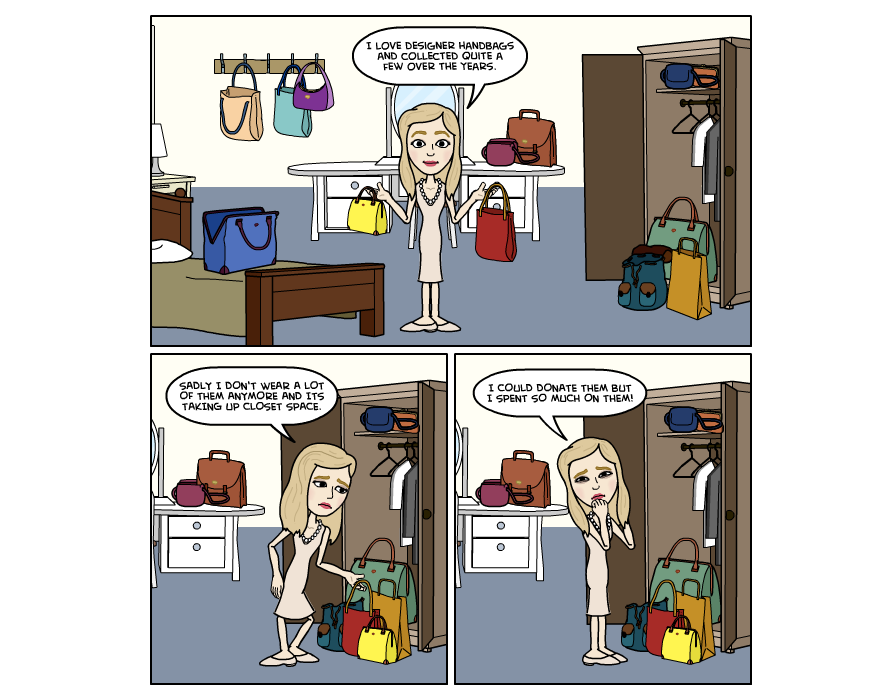 I LOVE DESIGNER HANDBAGS
AND COLLECTED QUITE A
FEW OVER THE YEARS.
SADLY I DON'T WEAR A LOT
OF THEM ANYMORE AND ITS
TAKING UP CLOSET SPACE.
I COULD DONATE THEM BUT
I SPENT SO MUCH ON THEM!